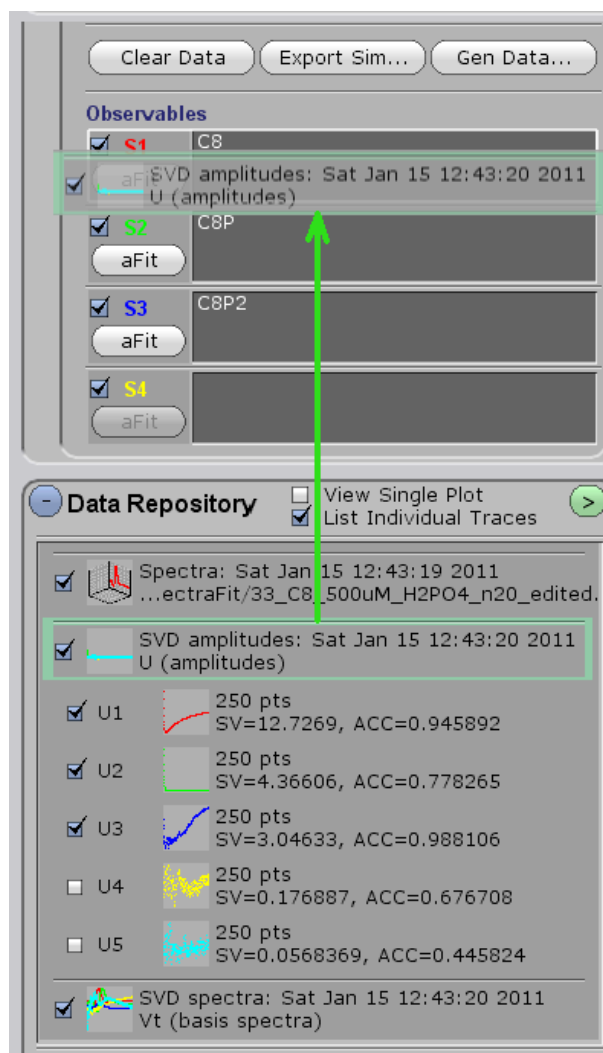 Clear Data Export Sim... Gen Data...
Observables
S1 C8
aFit
SVD amplitudes: Sat Jan 15 12:43:20 2011
U (amplitudes)
S2 C8P
aFit
S3 C8P2
aFit
S4
aFit
- Data Repository
View Single Plot
List Individual Traces
>
Spectra: Sat Jan 15 12:43:19 2011
...ectraFit/33_C8_500uM_H2PO4_n20_edited.
SVD amplitudes: Sat Jan 15 12:43:20 2011
U (amplitudes)
U1 250 pts
SV=12.7269, ACC=0.945892
U2 250 pts
SV=4.36606, ACC=0.778265
U3 250 pts
SV=3.04633, ACC=0.988106
U4 250 pts
SV=0.176887, ACC=0.676708
U5 250 pts
SV=0.0568369, ACC=0.445824
SVD spectra: Sat Jan 15 12:43:20 2011
Vt (basis spectra)